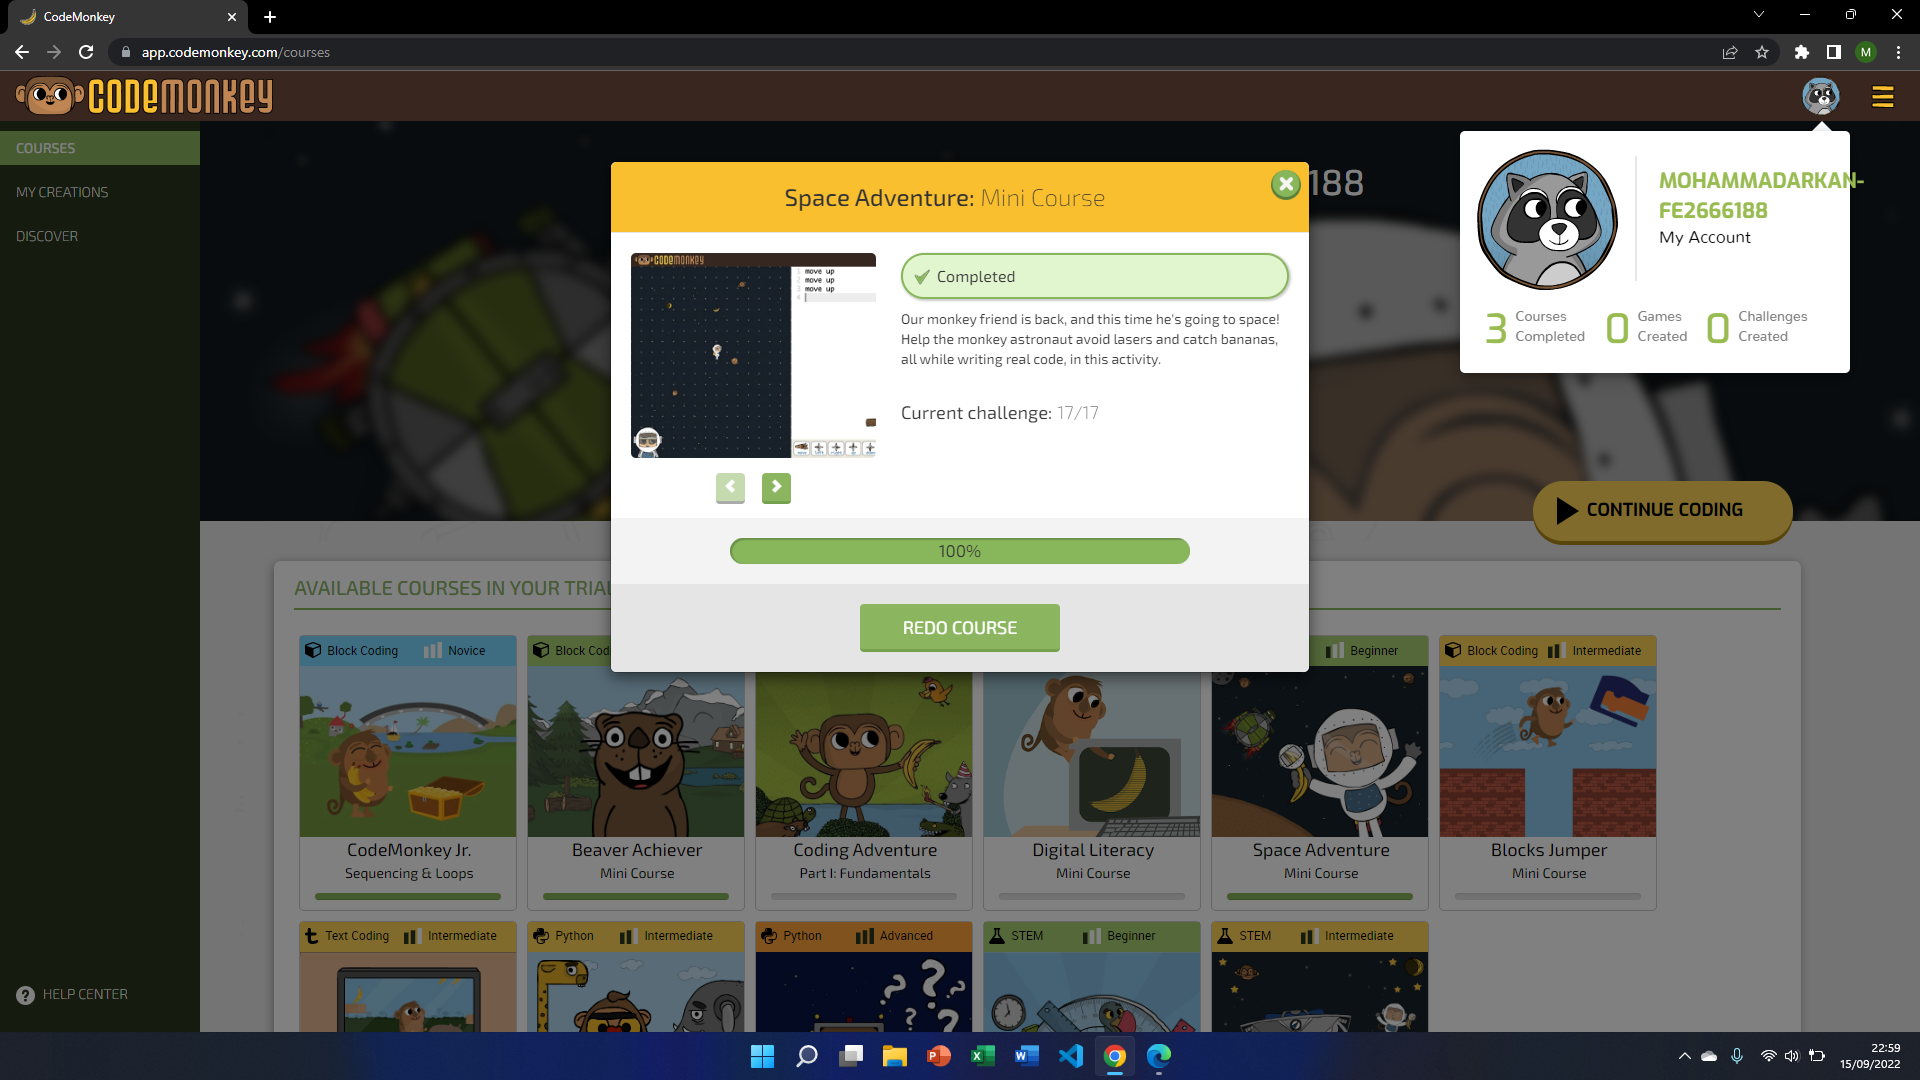 CodeMonkey
app.codemonkey.com/courses
M
CODEMONKEY
COURSES
MY CREATIONS
DISCOVER
HELP CENTER
188
Space Adventure: Mini Course
CODEMONKEY
move up
move up
move up
Completed
Our monkey friend is back, and this time he's going to space!
Help the monkey astronaut avoid lasers and catch bananas,
all while writing real code, in this activity.
Current challenge: 17/17
100%
REDO COURSE
MOHAMMADARKAN-
FE2666188
My Account
3 Courses Completed
0 Games Created
0 Challenges Created
CONTINUE CODING
AVAILABLE COURSES IN YOUR TRIAL
Block Coding Novice
CodeMonkey Jr.
Sequencing & Loops
Block Cod
Beaver Achiever
Mini Course
Coding Adventure
Part I: Fundamentals
Digital Literacy
Mini Course
Beginner
Space Adventure
Mini Course
Block Coding Intermediate
Blocks Jumper
Mini Course
Text Coding Intermediate
Python Intermediate
Python Advanced
STEM Beginner
STEM Intermediate
22:59
15/09/2022